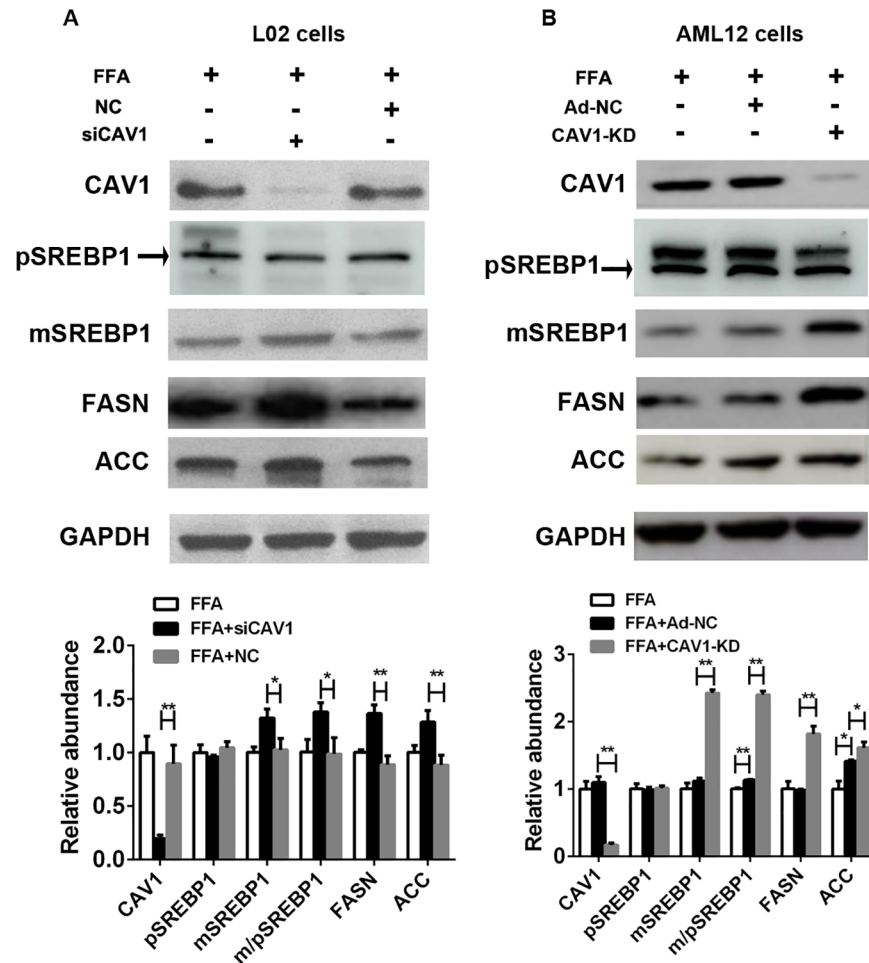 A
L02 cells
FFA + + +
NC - - +
siCAV1 - + -
CAV1
pSREBP1
mSREBP1
FASN
ACC
GAPDH
FFA
FFA+siCAV1
FFA+NC
Relative abundance
2.0
1.5
1.0
0.5
0.0
** * * ** **
CAV1 pSREBP1 mSREBP1 m/pSREBP1 FASN ACC
B
AML12 cells
FFA + + +
Ad-NC - + -
CAV1-KD - - +
CAV1
pSREBP1
mSREBP1
FASN
ACC
GAPDH
FFA
FFA+Ad-NC
FFA+CAV1-KD
Relative abundance
3
2
1
0
** ** ** ** ** * *
CAV1 pSREBP1 mSREBP1 m/pSREBP1 FASN ACC